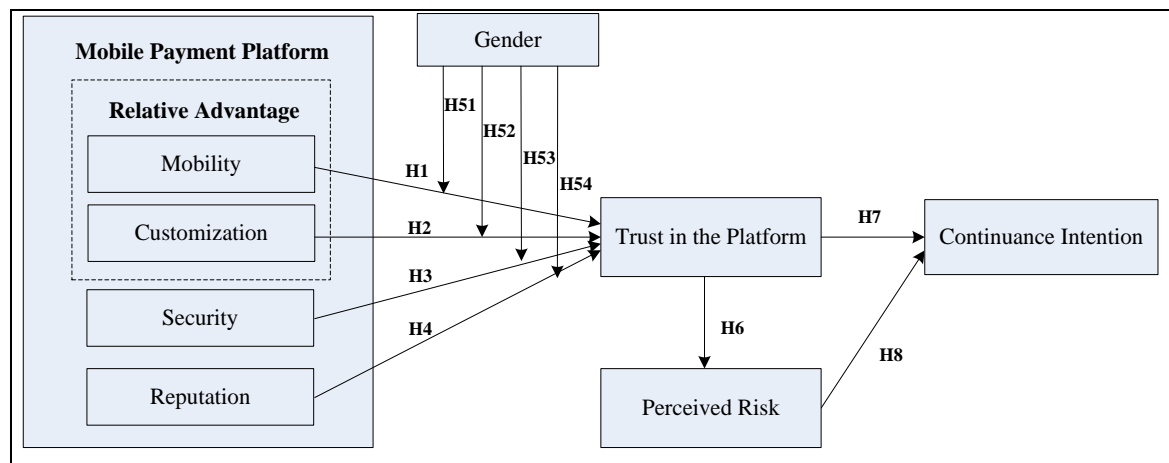 Mobile Payment Platform
Relative Advantage
Mobility
Customization
Security
Reputation
Gender
H51
H52
H53
H54
H1
H2
H3
H4
Trust in the Platform
H7
Continuance Intention
H6
H8
Perceived Risk